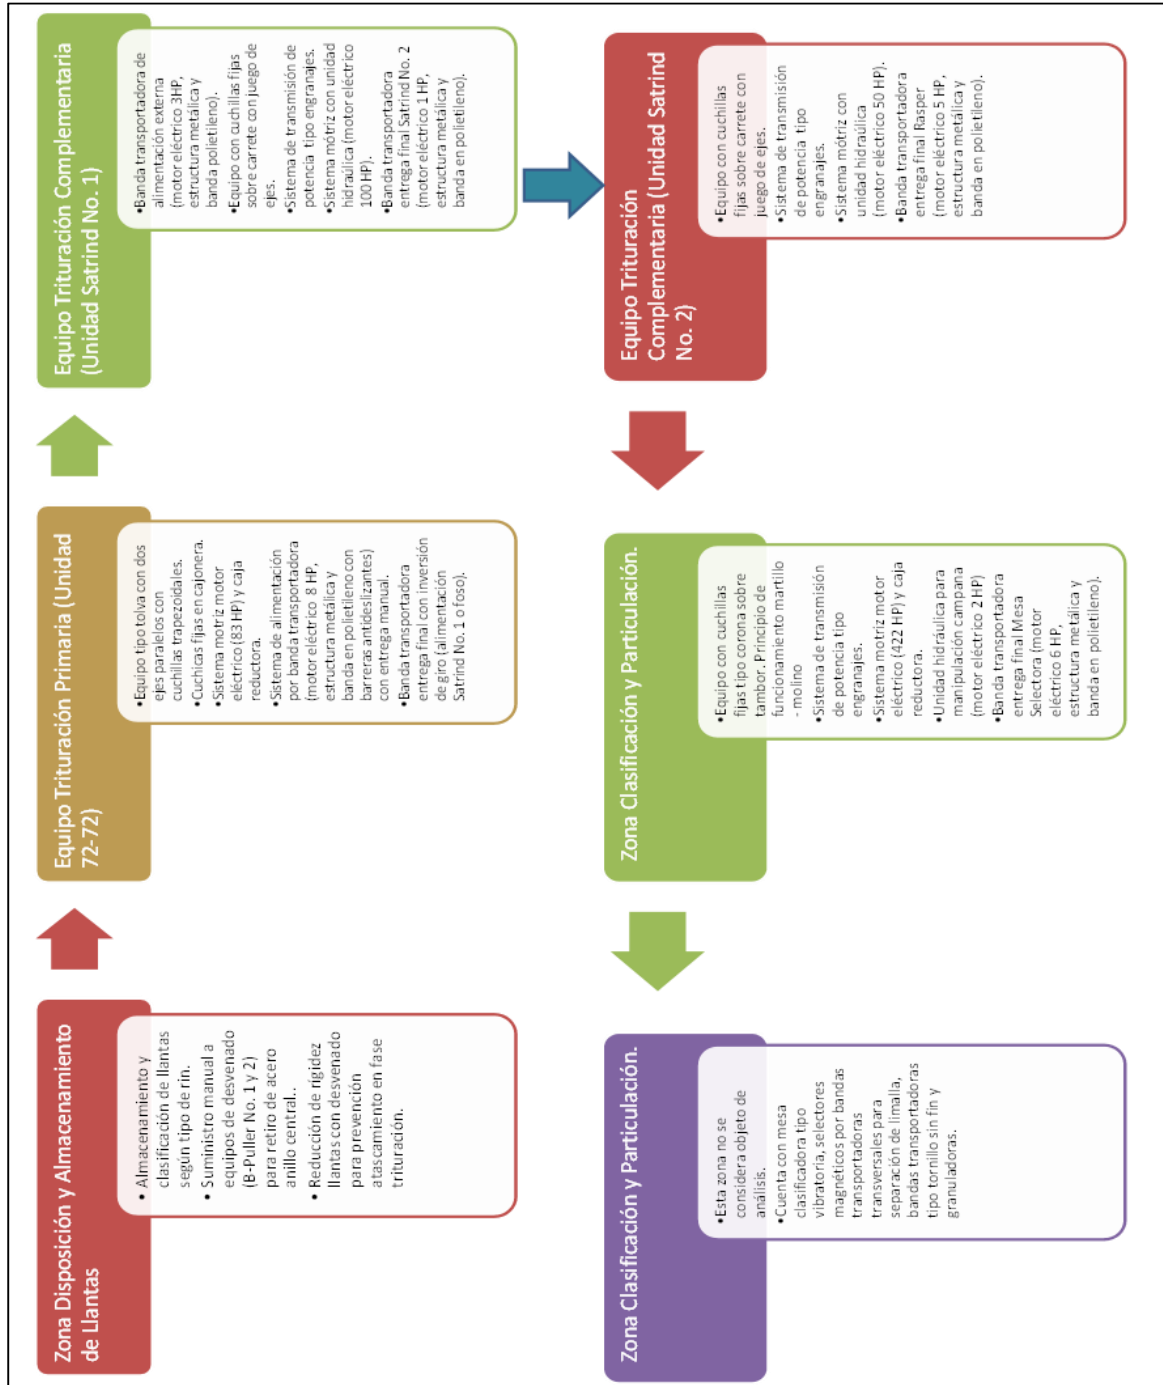 Zona Disposición y Almacenamiento
de Llantas
• Almacenamiento y
clasificación de llantas
según tipo de rin.
• Suministro manual a
equipos de desvenado
(B-Puller No. 1 y 2)
para retiro de acero
anillo central..
• Reducción de rigidez
llantas con desvenado
para prevención
atascamiento en fase
trituración.
Equipo Trituración Primaria (Unidad
72-72)
•Equipo tipo tolva con dos
ejes paralelos con
cuchillas trapezoidales.
•Cuchicas fijas en cajonera.
•Sistema motriz motor
eléctrico (83 HP) y caja
reductora.
•Sistema de alimentación
por banda transportadora
(motor eléctrico 8 HP,
estructura metálica y
banda en polietileno con
barreras antideslizantes)
con entrega manual.
•Banda transportadora
entrega final con inversión
de giro (alimentación
Satrind No. 1 o foso).
Equipo Trituración Complementaria
(Unidad Satrind No. 1)
•Banda transportadora de
alimentación externa
(motor eléctrico 3HP,
estructura metálica y
banda polietileno).
•Equipo con cuchillas fijas
sobre carrete con juego de
ejes.
•Sistema de transmisión de
potencia tipo engranajes.
•Sistema mótriz con unidad
hidraúlica (motor eléctrico
100 HP).
•Banda transportadora
entrega final Satrind No. 2
(motor eléctrico 1 HP,
estructura metálica y
banda en polietileno).
Equipo Trituración
Complementaria (Unidad Satrind
No. 2)
•Equipo con cuchillas
fijas sobre carrete con
juego de ejes.
•Sistema de transmisión
de potencia tipo
engranajes.
•Sistema mótriz con
unidad hidraúlica
(motor eléctrico 50 HP).
•Banda transportadora
entrega final Rasper
(motor eléctrico 5 HP,
estructura metálica y
banda en polietileno).
Zona Clasificación y Particulación.
•Equipo con cuchillas
fijas tipo corona sobre
tambor. Principio de
funcionamiento martillo
- molino
•Sistema de transmisión
de potencia tipo
engranajes.
•Sistema motriz motor
eléctrico (422 HP) y caja
reductora.
•Unidad hidráulica para
manipulación campana
(motor eléctrico 2 HP)
•Banda transportadora
entrega final Mesa
Selectora (motor
eléctrico 6 HP,
estructura metálica y
banda en polietileno).
Zona Clasificación y Particulación.
•Esta zona no se
considera objeto de
análisis.
•Cuenta con mesa
clasificadora tipo
vibratoria, selectores
magnéticos por bandas
transportadoras
transversales para
separación de limalla,
bandas transportadoras
tipo tornillo sin fin y
granuladoras.